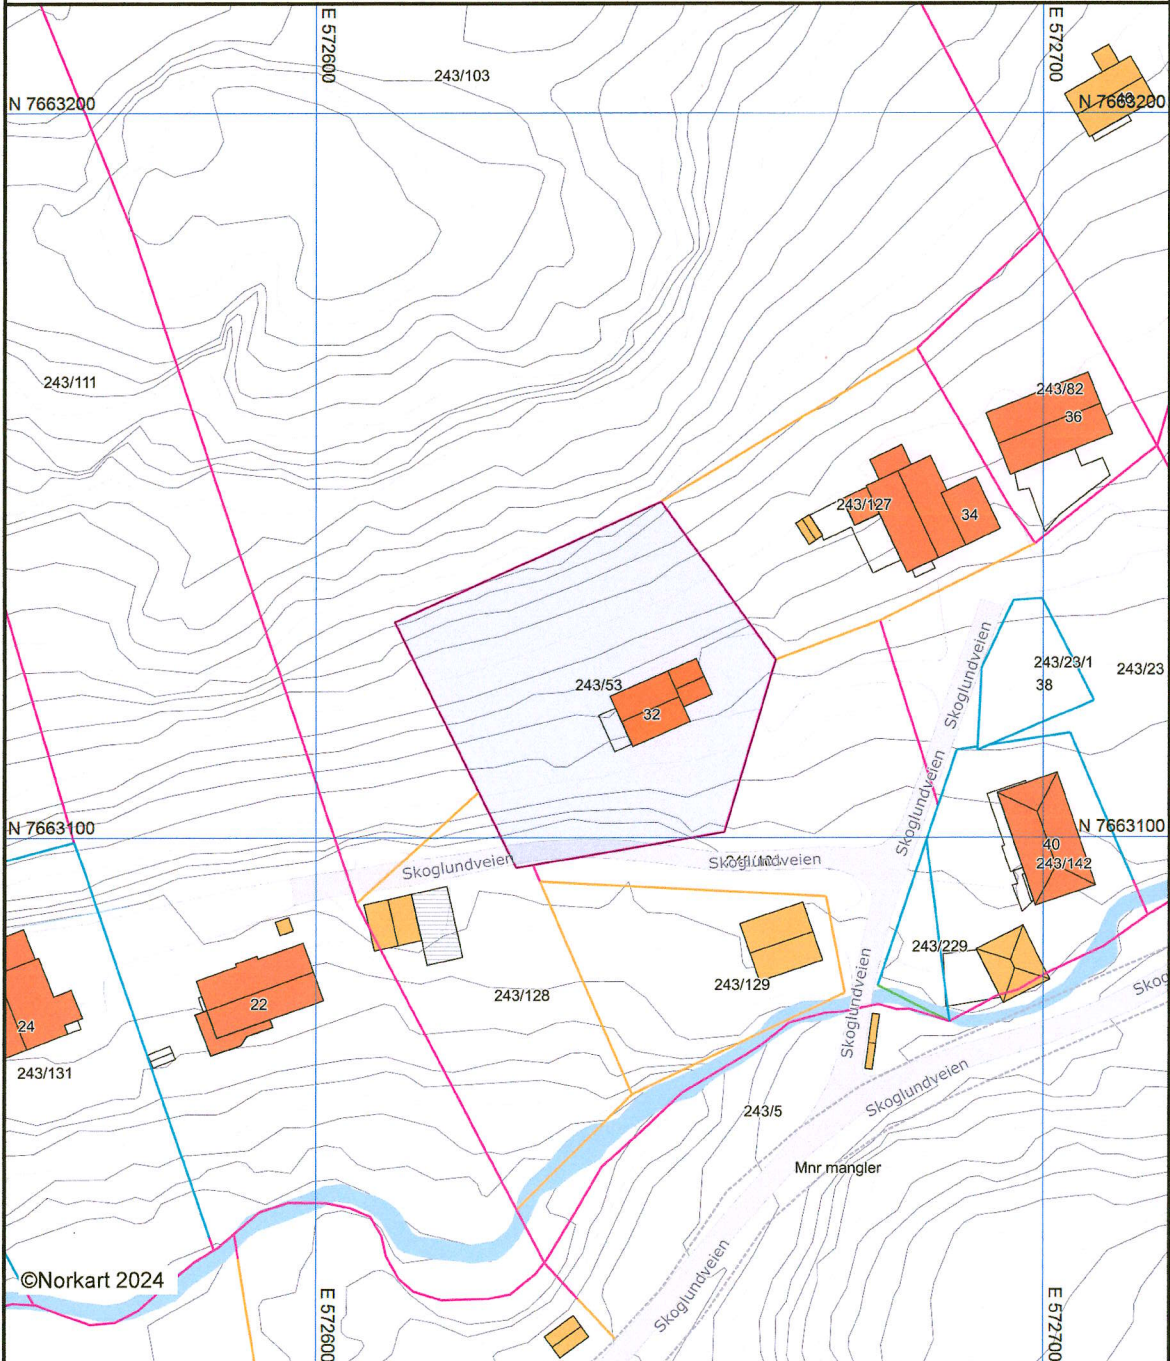 E 572600
E 572700
243/103
N 7663200
49
N 7663200
243/111
243/82
36
243/127
34
Skoglundveien
243/23/1
243/23
38
243/53
32
Skoglundveien
N 7663100
N 7663100
40
243/142
Skoglundveien
Skoglundveien
243/229
243/128
243/129
Skoglundveien
Skog
22
24
243/131
Skoglundveien
243/5
Mnr mangler
Skoglundveien
©Norkart 2024
E 572600
E 572700